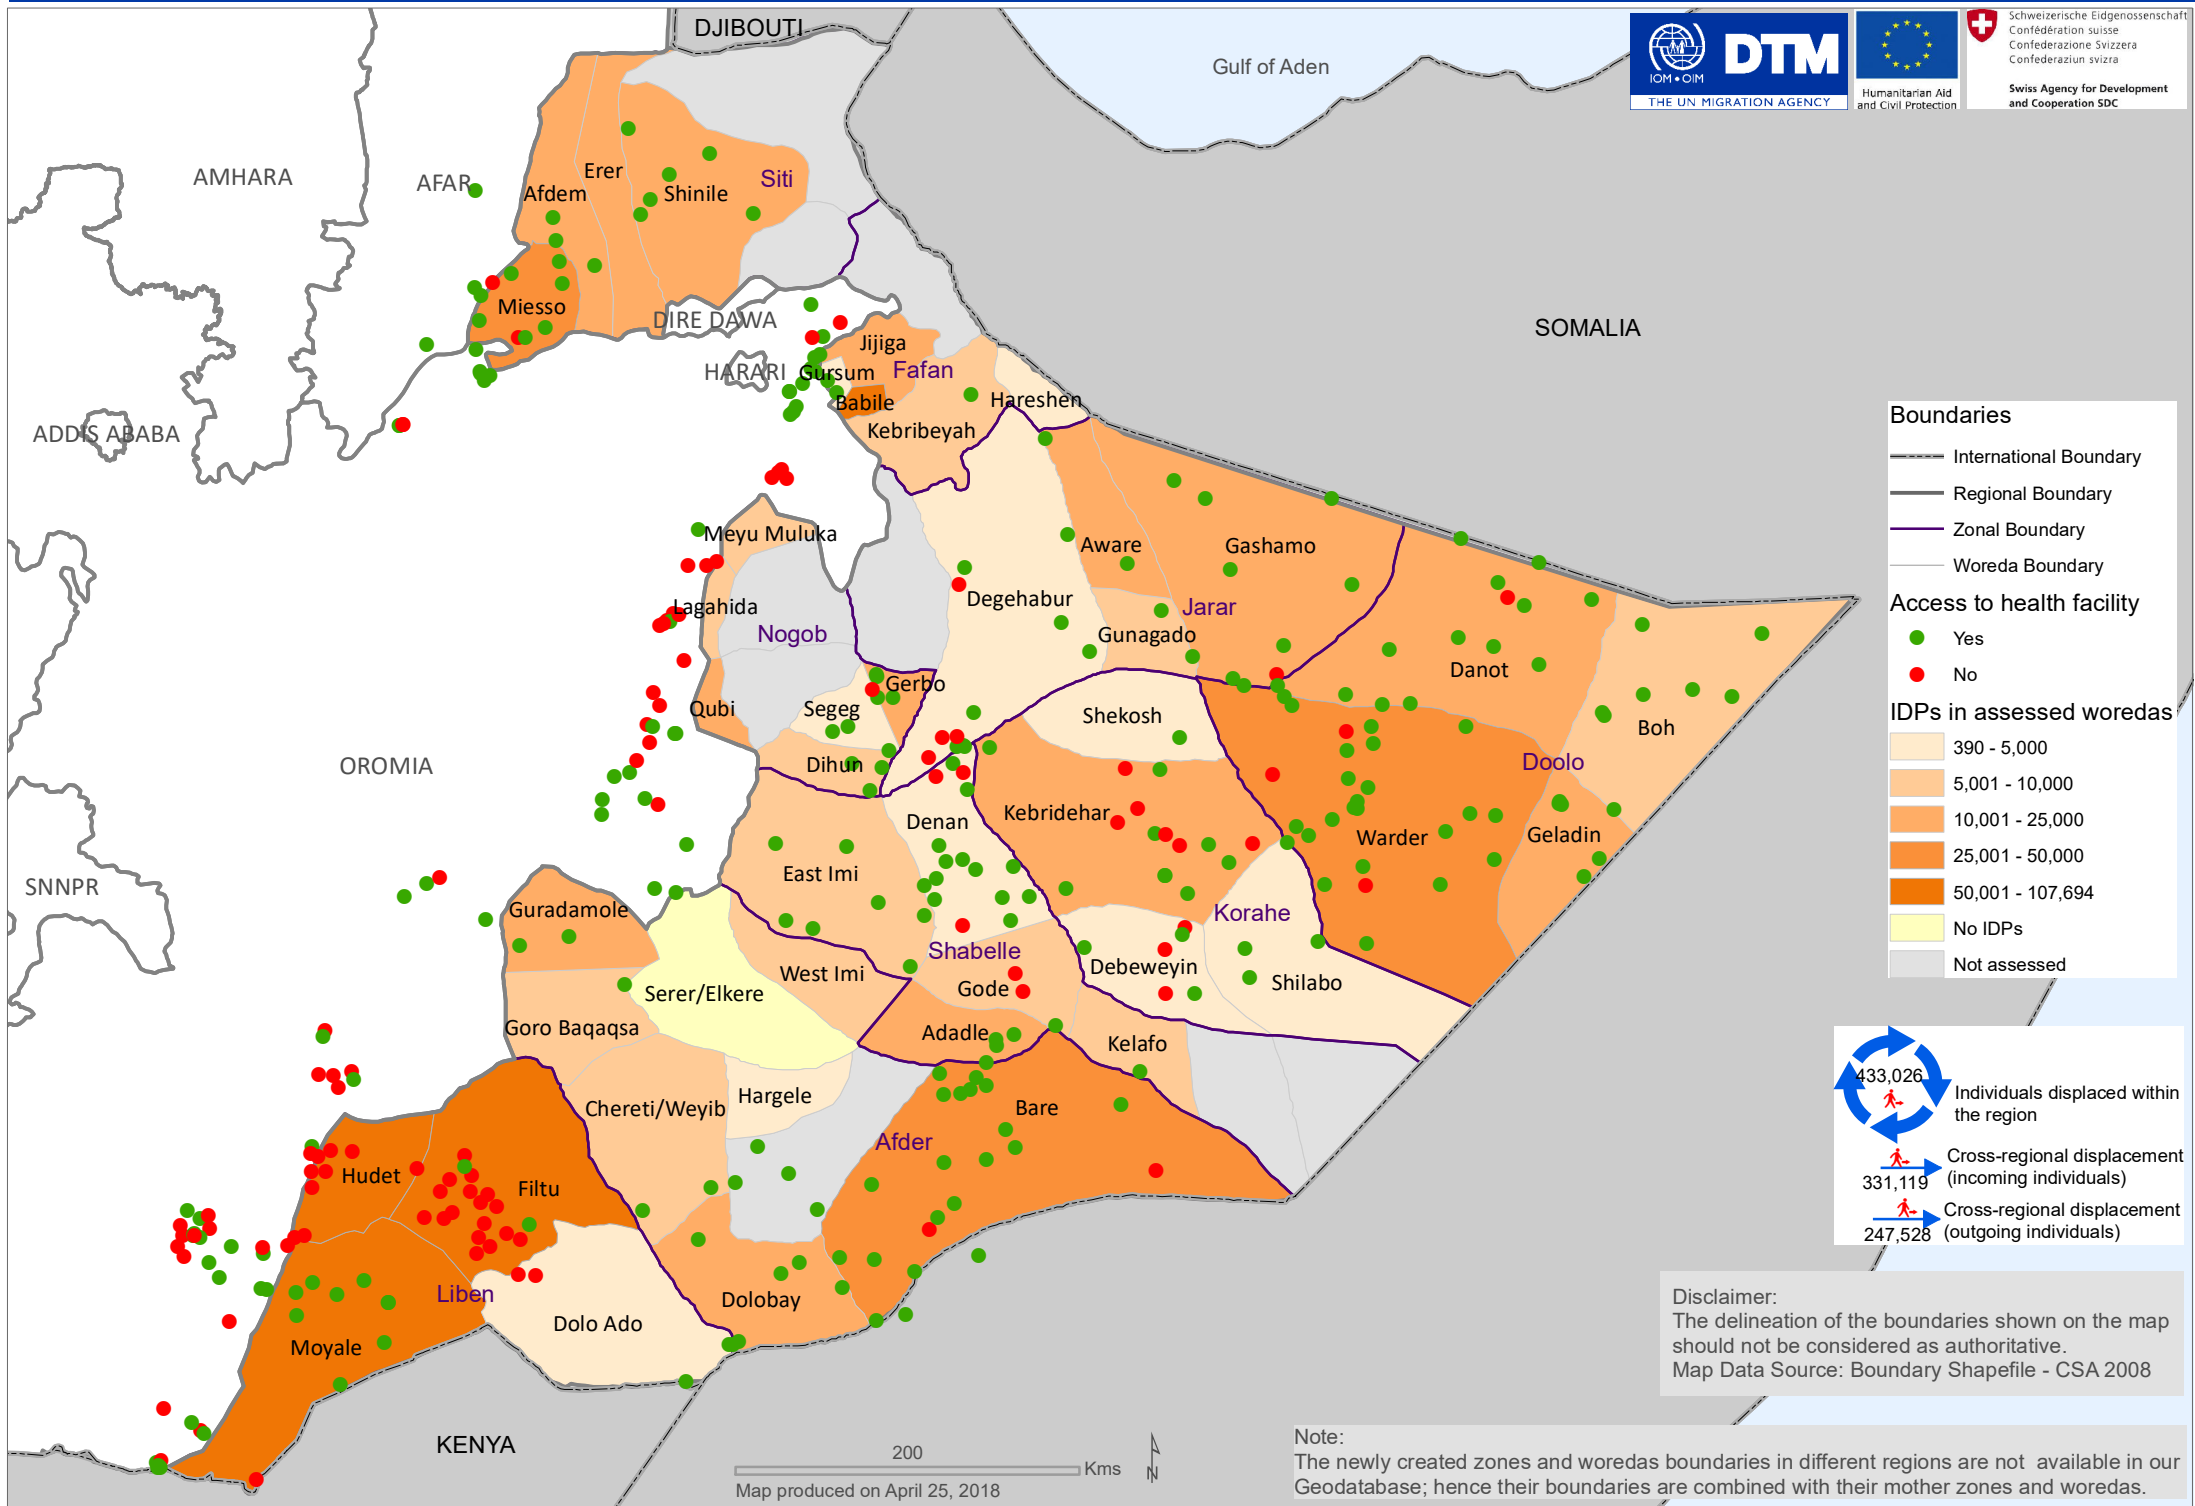 DJIBOUTI
Gulf of Aden
IOM • OIM
DTM
THE UN MIGRATION AGENCY
Humanitarian Aid
and Civil Protection
Schweizerische Eidgenossenschaft
Confédération suisse
Confederazione Svizzera
Confederaziun svizra
Swiss Agency for Development
and Cooperation SDC
AMHARA
AFAR
Erer
Afdem
Shinile
Siti
Miesso
DIRE DAWA
SOMALIA
Jijiga
HARARI
Gursum
Fafan
Babile
Hareshen
Kebribeyah
ADDIS ABABA
Boundaries
International Boundary
Regional Boundary
Zonal Boundary
Woreda Boundary
Access to health facility
Yes
No
IDPs in assessed woredas
390 - 5,000
5,001 - 10,000
10,001 - 25,000
25,001 - 50,000
50,001 - 107,694
No IDPs
Not assessed
Meyu Muluka
Aware
Gashamo
Lagahida
Degehabur
Jarar
Nogob
Gunagado
Danot
Gerbo
Qubi
Segeg
Shekosh
Boh
OROMIA
Dihun
Doolo
Kebridehar
Denan
Warder
Geladin
East Imi
SNNPR
Guradamole
Korahe
Shabelle
Debeweyin
West Imi
Serer/Elkere
Gode
Shilabo
Goro Baqaqsa
Adadle
Kelafo
Hargele
Chereti/Weyib
Bare
Afder
Hudet
Filtu
Liben
Dolobay
Dolo Ado
Moyale
KENYA
433,026
Individuals displaced within
the region
Cross-regional displacement
(incoming individuals)
331,119
Cross-regional displacement
(outgoing individuals)
247,528
Disclaimer:
The delineation of the boundaries shown on the map
should not be considered as authoritative.
Map Data Source: Boundary Shapefile - CSA 2008
200
Kms
N
Map produced on April 25, 2018
Note:
The newly created zones and woredas boundaries in different regions are not available in our
Geodatabase; hence their boundaries are combined with their mother zones and woredas.